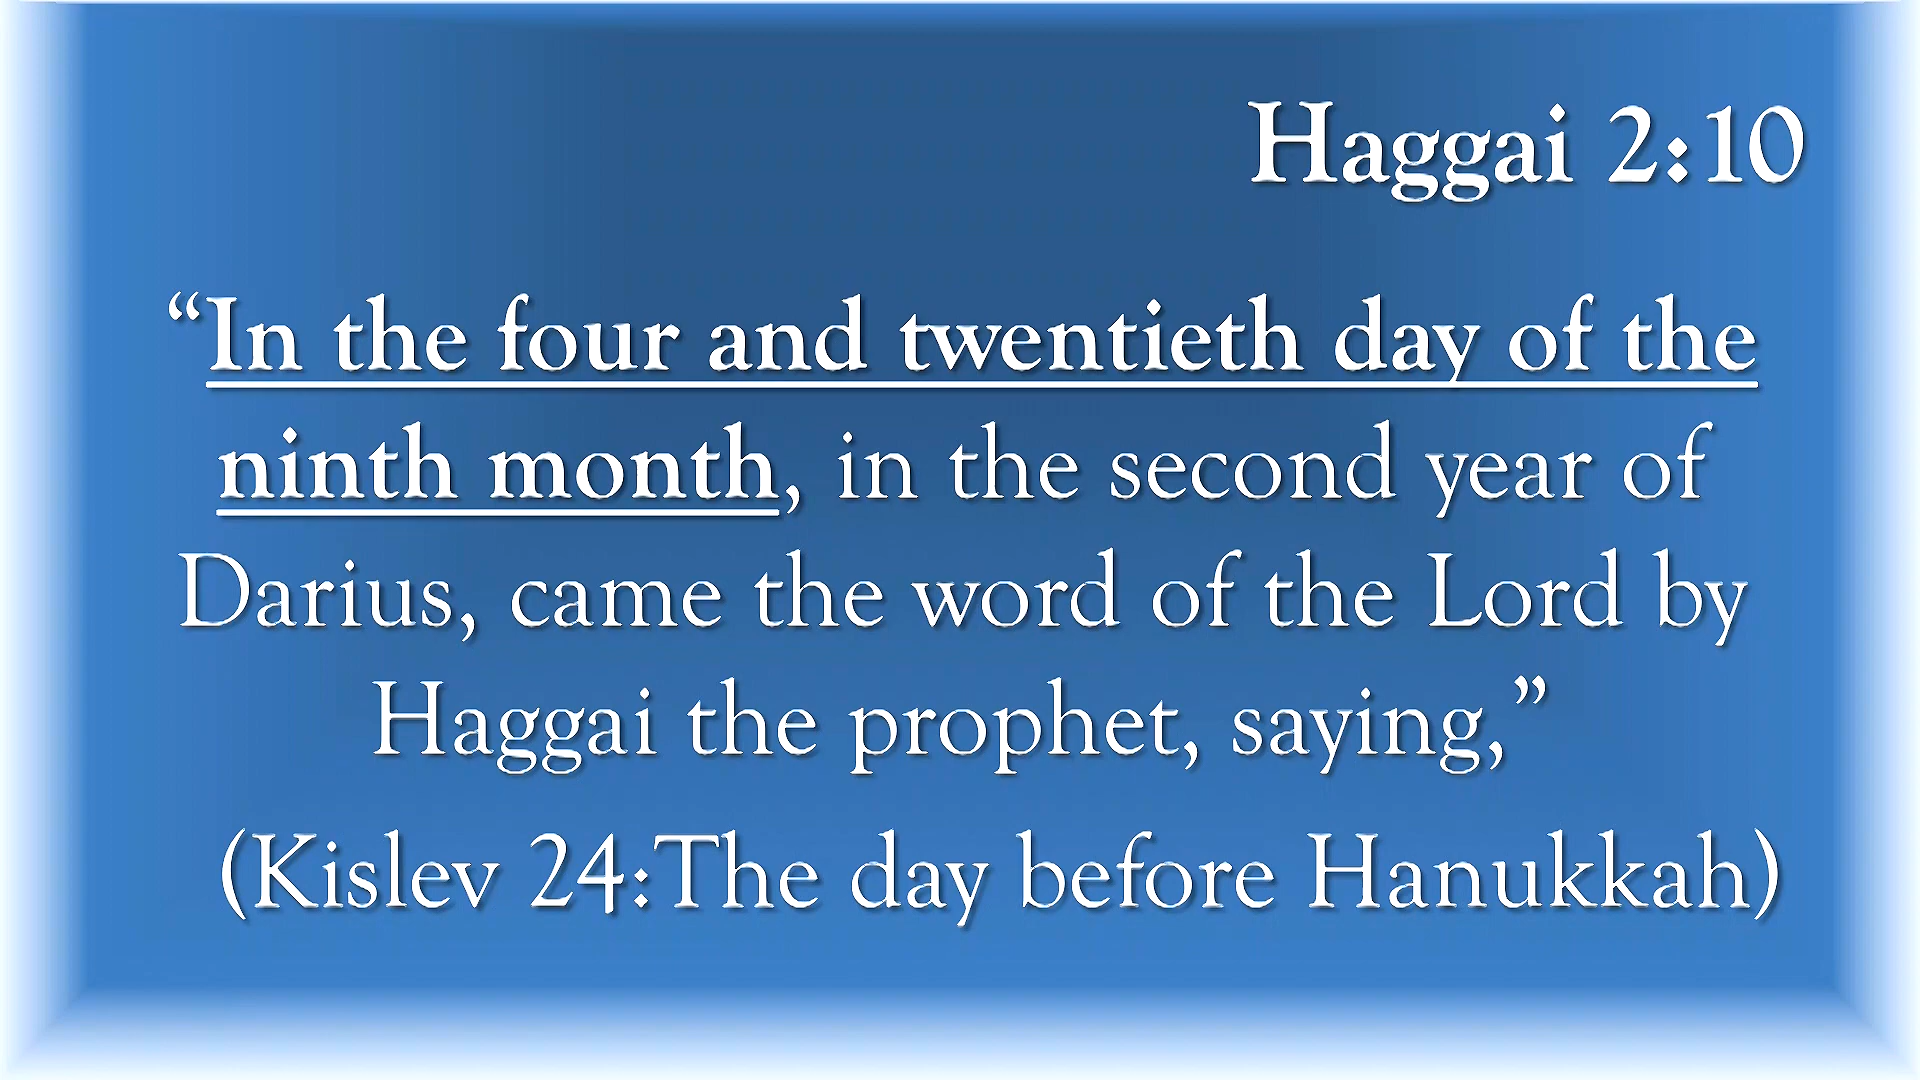 Haggai 2:10
“In the four and twentieth day of the
ninth month, in the second year of
Darius, came the word of the Lord by
Haggai the prophet, saying,”
(Kislev 24:The day before Hanukkah)